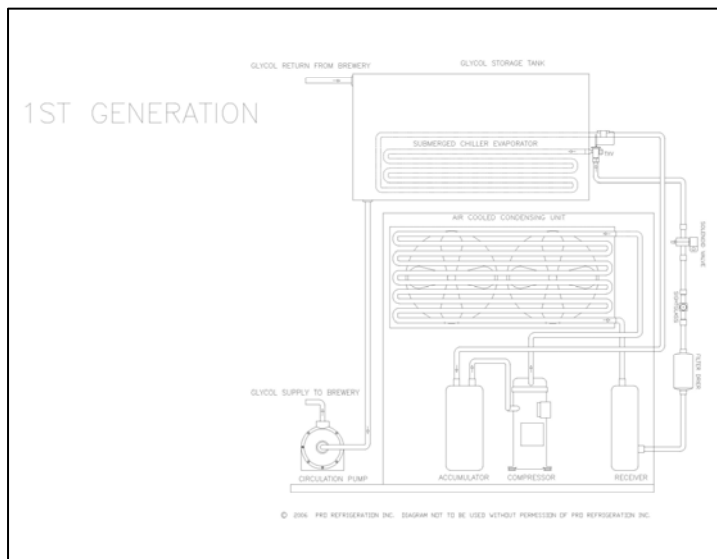 GLYCOL RETURN FROM BREWERY
GLYCOL STORAGE TANK
1ST GENERATION
SUBMERGED CHILLER EVAPORATOR
TXV
AIR COOLED CONDENSING UNIT
SOLENOID VALVE
SIGHTGLASS
FILTER DRIER
GLYCOL SUPPLY TO BREWERY
CIRCULATION PUMP
ACCUMULATOR
COMPRESSOR
RECEIVER
© 2006 PRO REFRIGERATION INC. DIAGRAM NOT TO BE USED WITHOUT PERMISSION OF PRO REFRIGERATION INC.